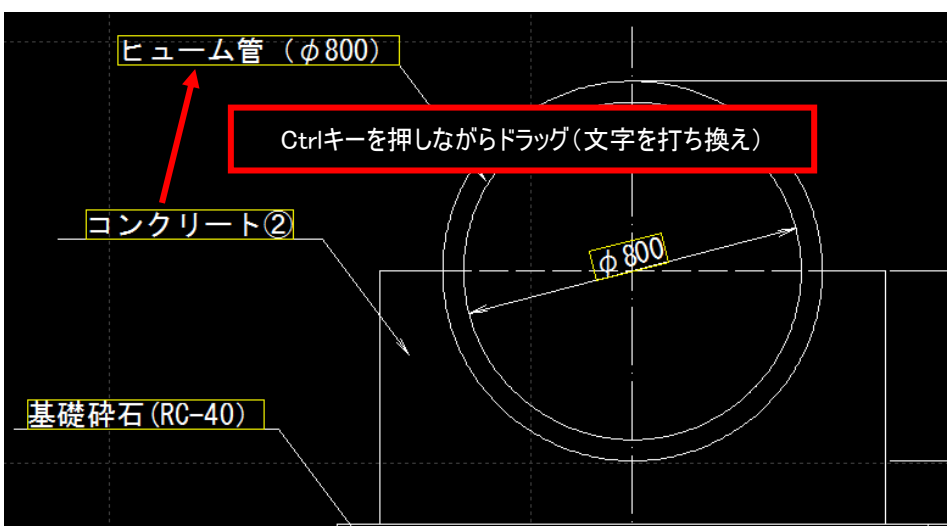 ヒューム管（φ800）
Ctrlキーを押しながらドラッグ（文字を打ち換え）
コンクリート②
φ800
基礎砕石(RC-40)